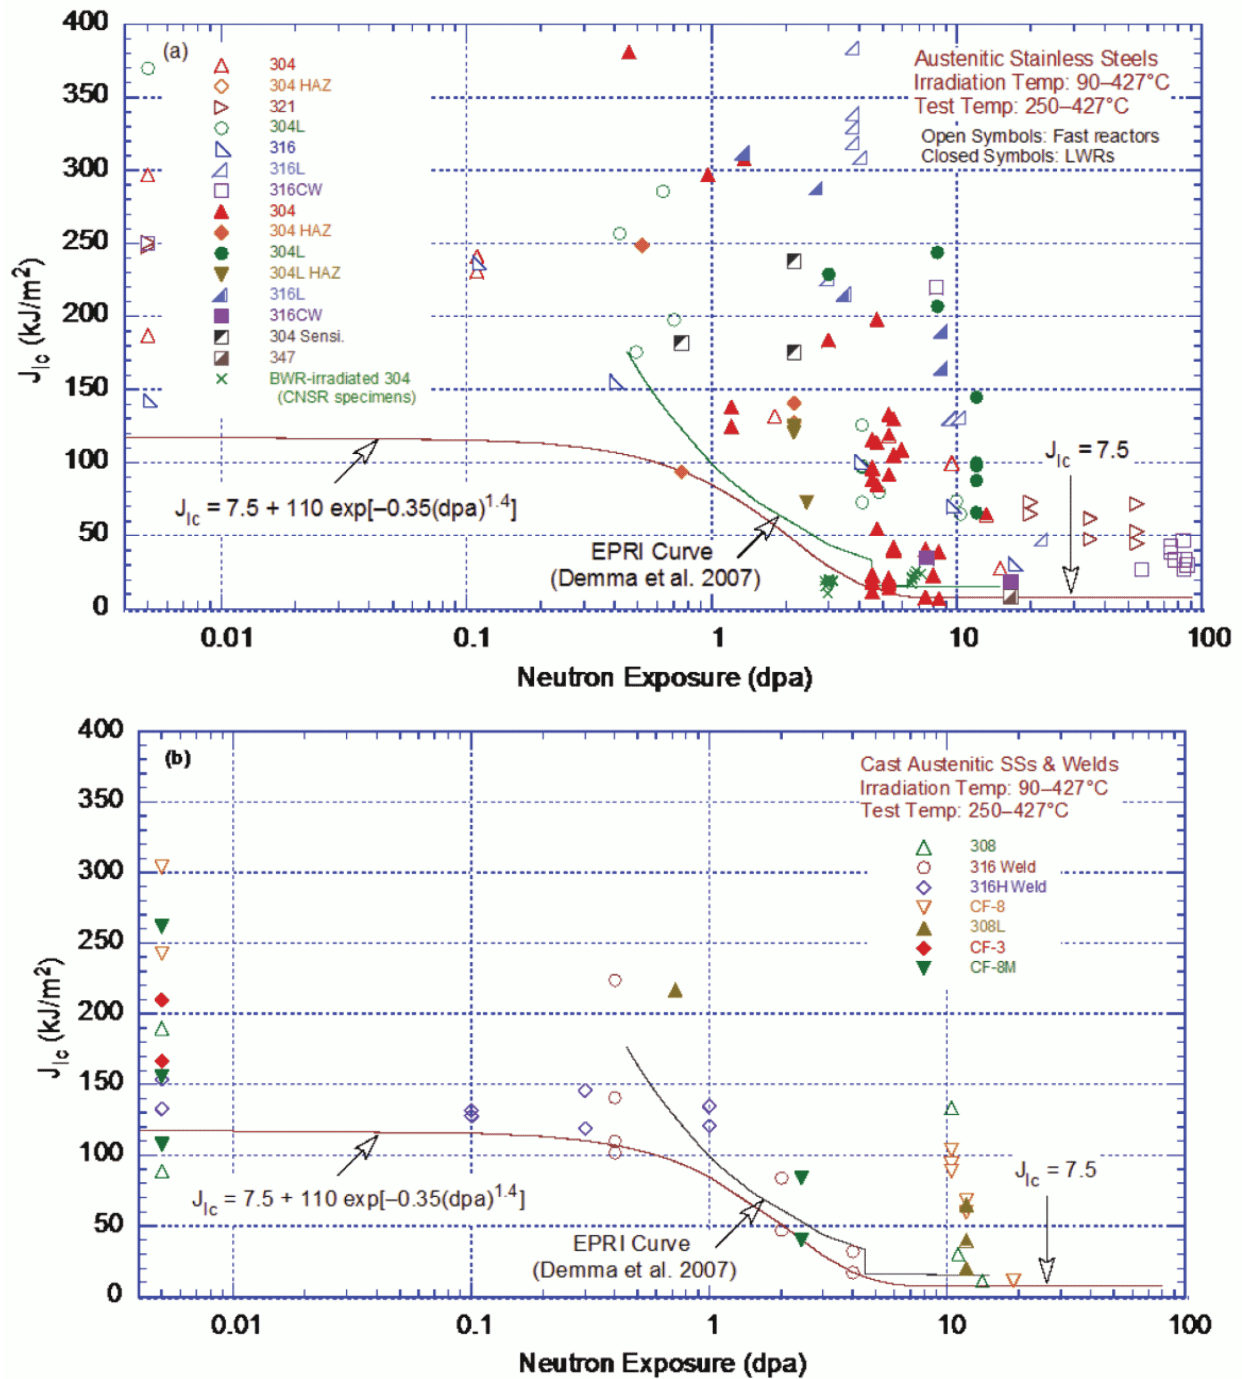 400
350
300
250
200
150
100
50
0
J_Ic (kJ/m²)
(a)
304
304 HAZ
321
304L
316
316L
316CW
304
304 HAZ
304L
304L HAZ
316L
316CW
304 Sensi.
347
BWR-irradiated 304
(CNSR specimens)
Austenitic Stainless Steels
Irradiation Temp: 90–427°C
Test Temp: 250–427°C
Open Symbols: Fast reactors
Closed Symbols: LWRs
J_Ic = 7.5
J_Ic = 7.5 + 110 exp[–0.35(dpa)^1.4]
EPRI Curve
(Demma et al. 2007)
0.01 0.1 1 10 100
Neutron Exposure (dpa)
400
350
300
250
200
150
100
50
0
J_Ic (kJ/m²)
(b)
Cast Austenitic SSs & Welds
Irradiation Temp: 90–427°C
Test Temp: 250–427°C
308
316 Weld
316H Weld
CF-8
308L
CF-3
CF-8M
J_Ic = 7.5
J_Ic = 7.5 + 110 exp[–0.35(dpa)^1.4]
EPRI Curve
(Demma et al. 2007)
0.01 0.1 1 10 100
Neutron Exposure (dpa)